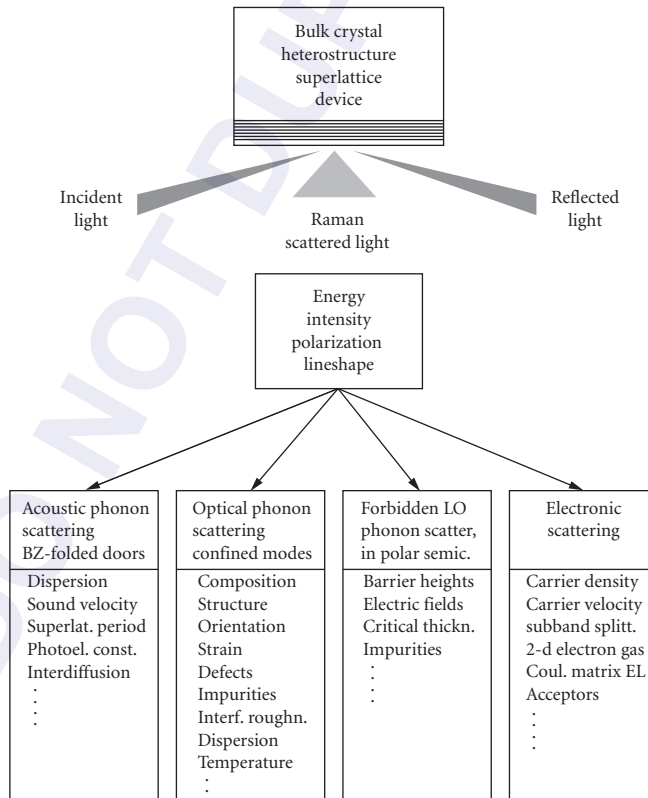 Bulk crystal
heterostructure
superlattice
device
Incident
light
Raman
scattered light
Reflected
light
Energy
intensity
polarization
lineshape
Acoustic phonon
scattering
BZ-folded doors
Dispersion
Sound velocity
Superlat. period
Photoel. const.
Interdiffusion
Optical phonon
scattering
confined modes
Composition
Structure
Orientation
Strain
Defects
Impurities
Interf. roughn.
Dispersion
Temperature
Forbidden LO
phonon scatter,
in polar semic.
Barrier heights
Electric fields
Critical thickn.
Impurities
Electronic
scattering
Carrier density
Carrier velocity
subband splitt.
2-d electron gas
Coul. matrix EL
Acceptors
DO NOT DUP